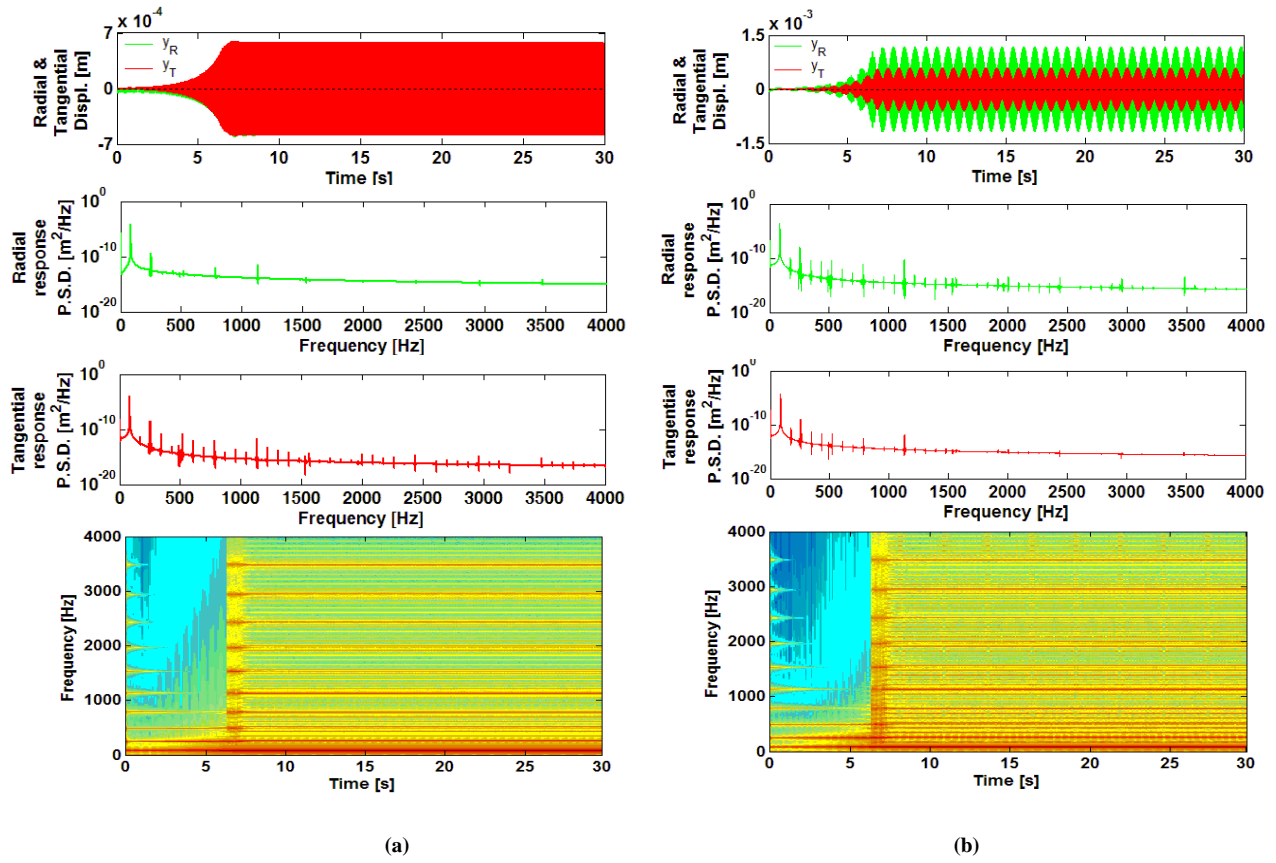 7 x 10^-4
y_R
y_T
0
-7
Radial &
Tangential
Displ. [m]
0 5 10 15 20 25 30
Time [s]
10^0
10^-10
10^-20
Radial
response
P.S.D. [m^2/Hz]
0 500 1000 1500 2000 2500 3000 3500 4000
Frequency [Hz]
10^0
10^-10
10^-20
Tangential
response
P.S.D. [m^2/Hz]
0 500 1000 1500 2000 2500 3000 3500 4000
Frequency [Hz]
4000
3000
2000
1000
0
Frequency [Hz]
0 5 10 15 20 25 30
Time [s]
(a)
x 10^-3
1.5
y_R
y_T
0
-1.5
Radial &
Tangential
Displ. [m]
0 5 10 15 20 25 30
Time [s]
10^0
10^-10
10^-20
Radial
response
P.S.D. [m^2/Hz]
0 500 1000 1500 2000 2500 3000 3500 4000
Frequency [Hz]
10^0
10^-10
10^-20
Tangential
response
P.S.D. [m^2/Hz]
0 500 1000 1500 2000 2500 3000 3500 4000
Frequency [Hz]
4000
3000
2000
1000
0
Frequency [Hz]
0 5 10 15 20 25 30
Time [s]
(b)